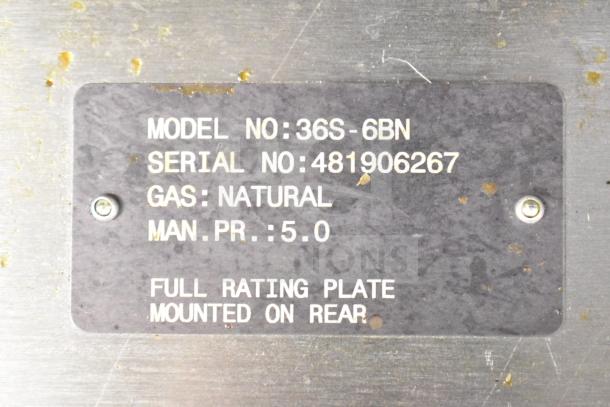 MODEL NO:36S-6BN
SERIAL NO:481906267
GAS:NATURAL
MAN.PR.:5.0
FULL RATING PLATE
MOUNTED ON REAR